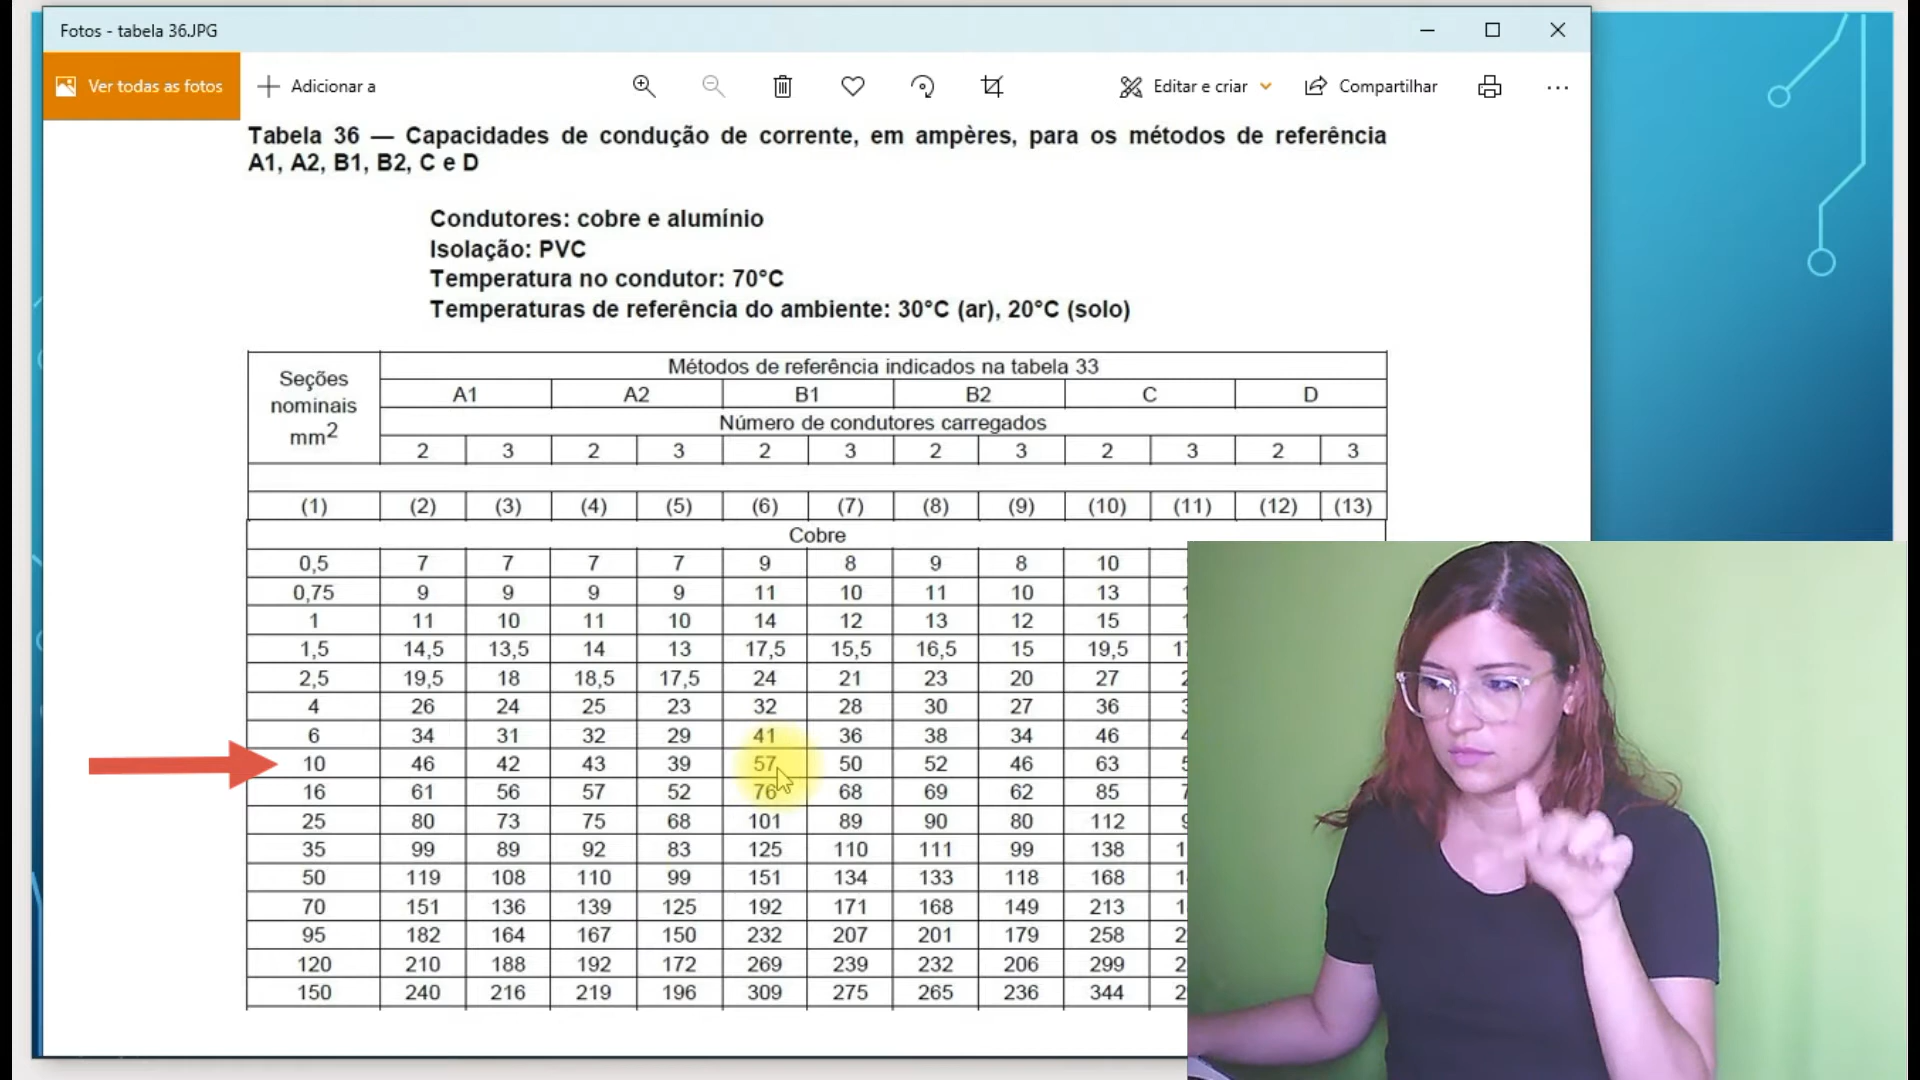 Fotos - tabela 36.JPG
Ver todas as fotos
Adicionar a
Editar e criar
Compartilhar
Tabela 36 — Capacidades de condução de corrente, em ampères, para os métodos de referência
A1, A2, B1, B2, C e D
Condutores: cobre e alumínio
Isolação: PVC
Temperatura no condutor: 70°C
Temperaturas de referência do ambiente: 30°C (ar), 20°C (solo)
Seções nominais mm2
Métodos de referência indicados na tabela 33
A1 A2 B1 B2 C D
Número de condutores carregados
2 3 2 3 2 3 2 3 2 3 2 3
(1) (2) (3) (4) (5) (6) (7) (8) (9) (10) (11) (12) (13)
Cobre
0,5 7 7 7 7 9 8 9 8 10
0,75 9 9 9 9 11 10 11 10 13
1 11 10 11 10 14 12 13 12 15
1,5 14,5 13,5 14 13 17,5 15,5 16,5 15 19,5
2,5 19,5 18 18,5 17,5 24 21 23 20 27
4 26 24 25 23 32 28 30 27 36
6 34 31 32 29 41 36 38 34 46
10 46 42 43 39 57 50 52 46 63
16 61 56 57 52 76 68 69 62 85
25 80 73 75 68 101 89 90 80 112
35 99 89 92 83 125 110 111 99 138
50 119 108 110 99 151 134 133 118 168
70 151 136 139 125 192 171 168 149 213
95 182 164 167 150 232 207 201 179 258
120 210 188 192 172 269 239 232 206 299
150 240 216 219 196 309 275 265 236 344